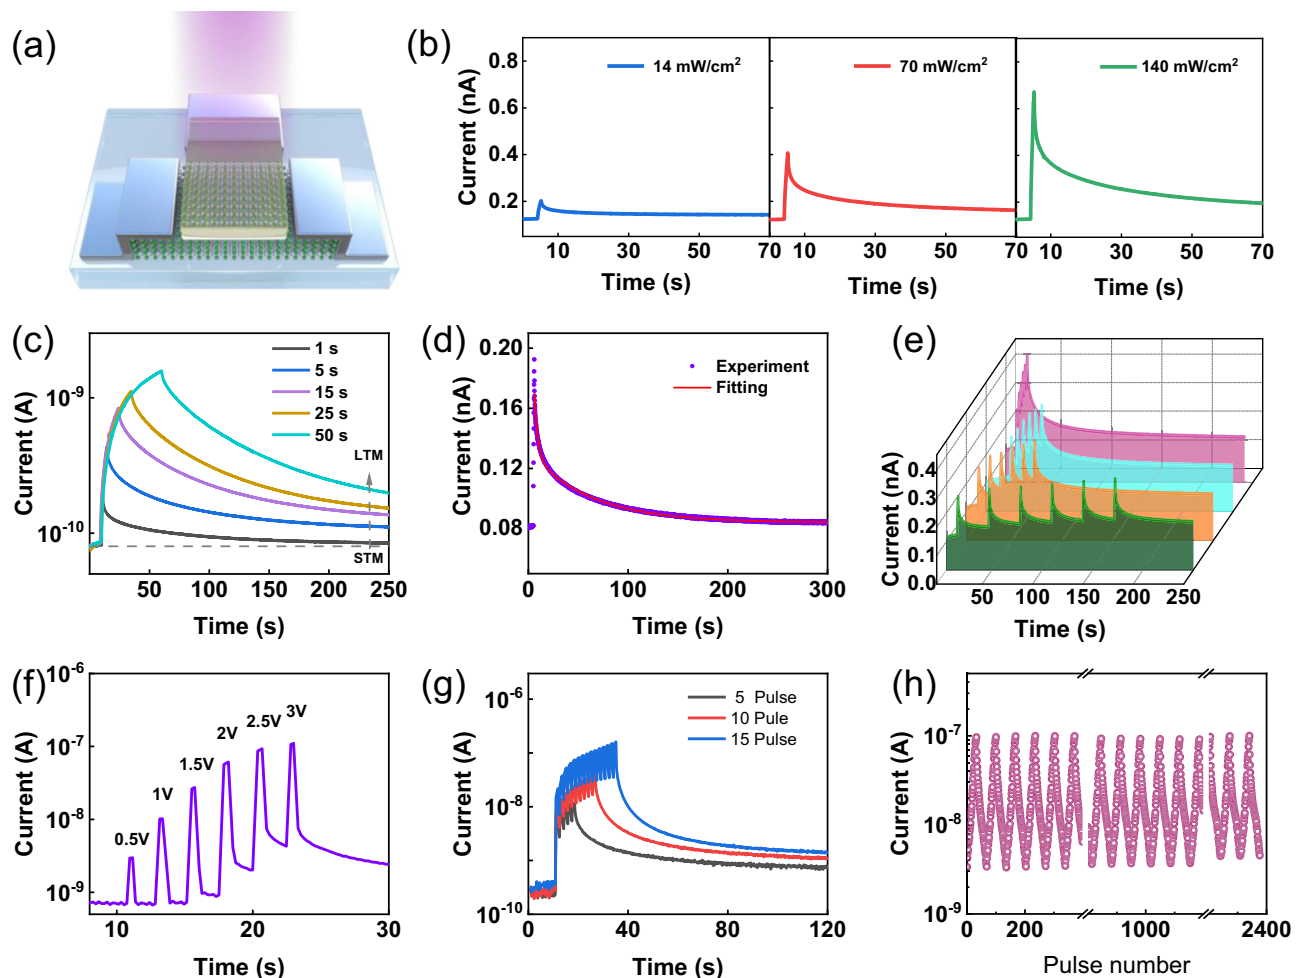 (a)
(b)
Current (nA)
0.8
0.6
0.4
0.2
14 mW/cm²
70 mW/cm²
140 mW/cm²
10 30 50 70 10 30 50 70 10 30 50 70
Time (s) Time (s) Time (s)
(c)
Current (A)
10⁻⁹
10⁻¹⁰
1 s
5 s
15 s
25 s
50 s
LTM
STM
50 100 150 200 250
Time (s)
(d)
Current (nA)
0.20
0.16
0.12
0.08
Experiment
Fitting
0 100 200 300
Time (s)
(e)
Current (nA)
0.4
0.3
0.2
0.1
0.0
50 100 150 200 250
Time (s)
(f)
Current (A)
10⁻⁶
10⁻⁷
10⁻⁸
10⁻⁹
0.5V
1V
1.5V
2V
2.5V
3V
10 20 30
Time (s)
(g)
Current (A)
10⁻⁶
10⁻⁸
10⁻¹⁰
5 Pulse
10 Pule
15 Pulse
0 40 80 120
Time (s)
(h)
Current (A)
10⁻⁷
10⁻⁸
10⁻⁹
0 200 1000 2400
Pulse number